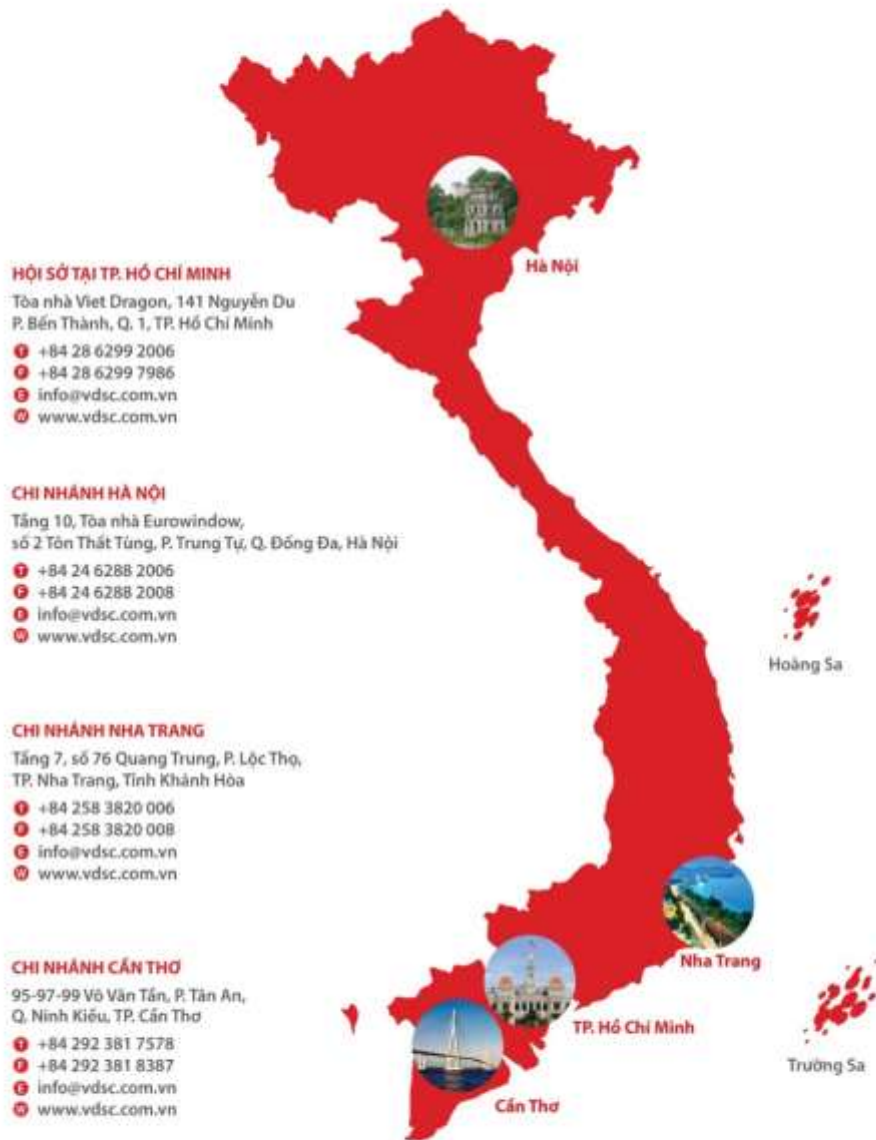 HỘI SỞ TẠI TP. HỒ CHÍ MINH
Tòa nhà Viet Dragon, 141 Nguyễn Du
P. Bến Thành, Q. 1, TP. Hồ Chí Minh
T +84 28 6299 2006
F +84 28 6299 7986
E info@vdsc.com.vn
W www.vdsc.com.vn
CHI NHÁNH HÀ NỘI
Tầng 10, Tòa nhà Eurowindow,
số 2 Tôn Thất Tùng, P. Trung Tự, Q. Đống Đa, Hà Nội
T +84 24 6288 2006
F +84 24 6288 2008
E info@vdsc.com.vn
W www.vdsc.com.vn
CHI NHÁNH NHA TRANG
Tầng 7, số 76 Quang Trung, P. Lộc Thọ,
TP. Nha Trang, Tỉnh Khánh Hòa
T +84 258 3820 006
F +84 258 3820 008
E info@vdsc.com.vn
W www.vdsc.com.vn
CHI NHÁNH CẦN THƠ
95-97-99 Võ Văn Tần, P. Tân An,
Q. Ninh Kiều, TP. Cần Thơ
T +84 292 381 7578
F +84 292 381 8387
E info@vdsc.com.vn
W www.vdsc.com.vn
Hà Nội
Hoàng Sa
Nha Trang
TP. Hồ Chí Minh
Trường Sa
Cần Thơ